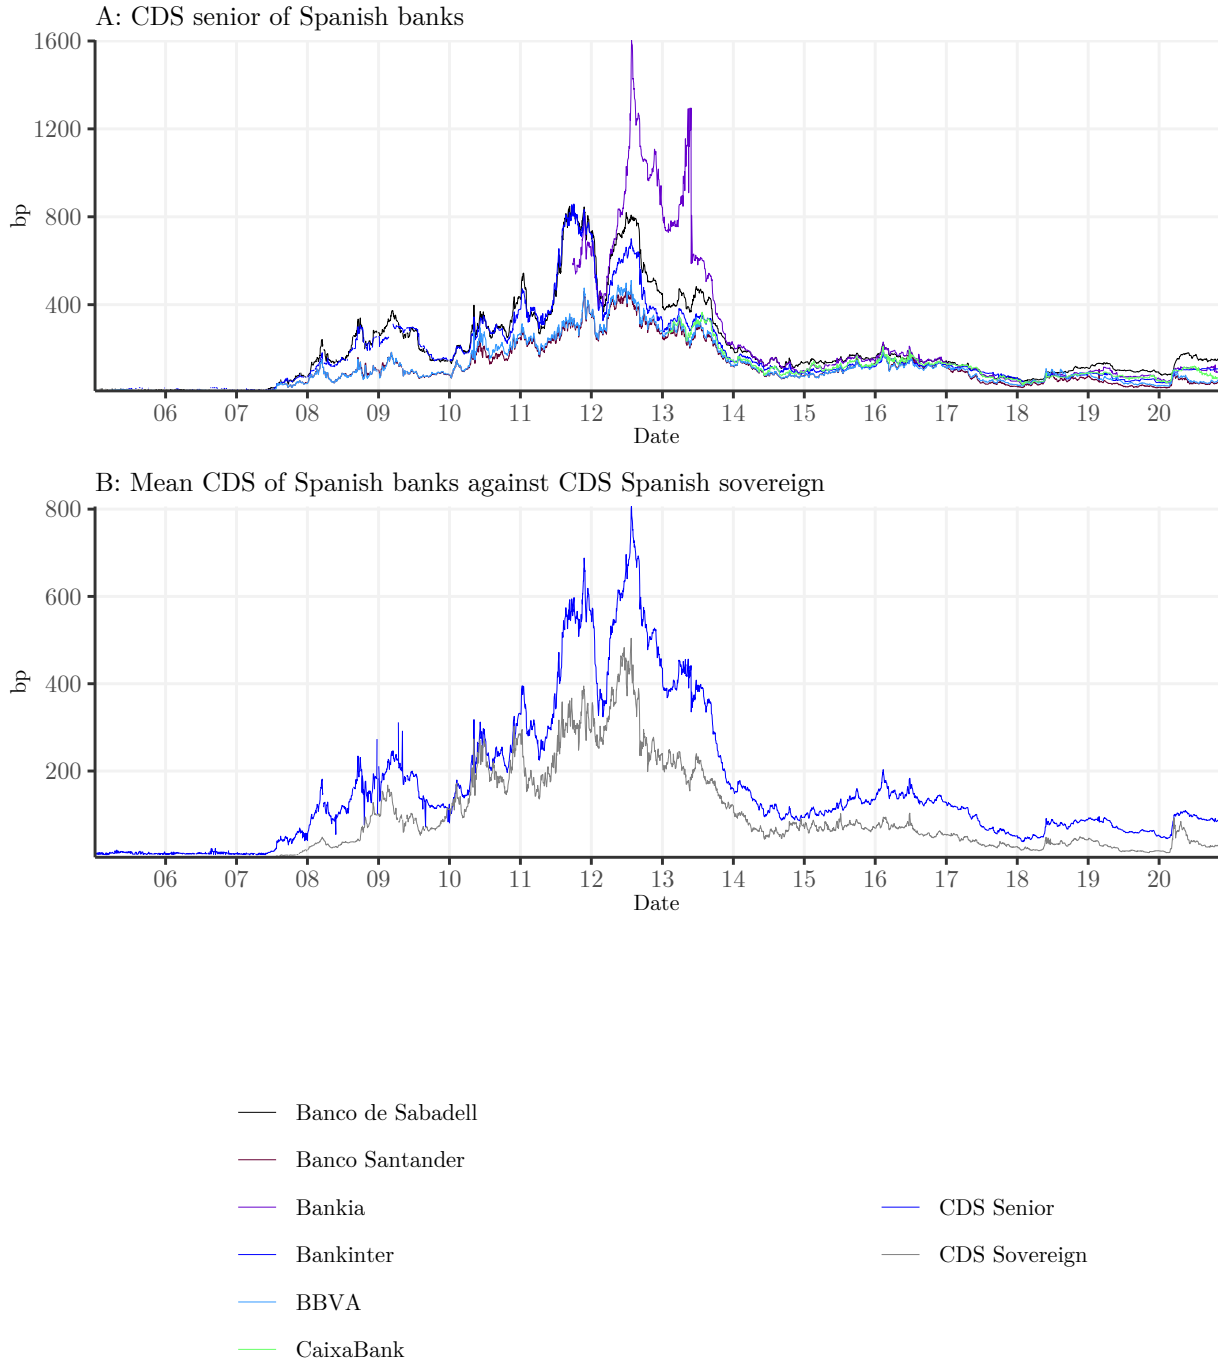 A: CDS senior of Spanish banks
1600
1200
800
400
bp
06 07 08 09 10 11 12 13 14 15 16 17 18 19 20
Date
B: Mean CDS of Spanish banks against CDS Spanish sovereign
800
600
400
200
bp
06 07 08 09 10 11 12 13 14 15 16 17 18 19 20
Date
Banco de Sabadell
Banco Santander
Bankia
Bankinter
BBVA
CaixaBank
CDS Senior
CDS Sovereign